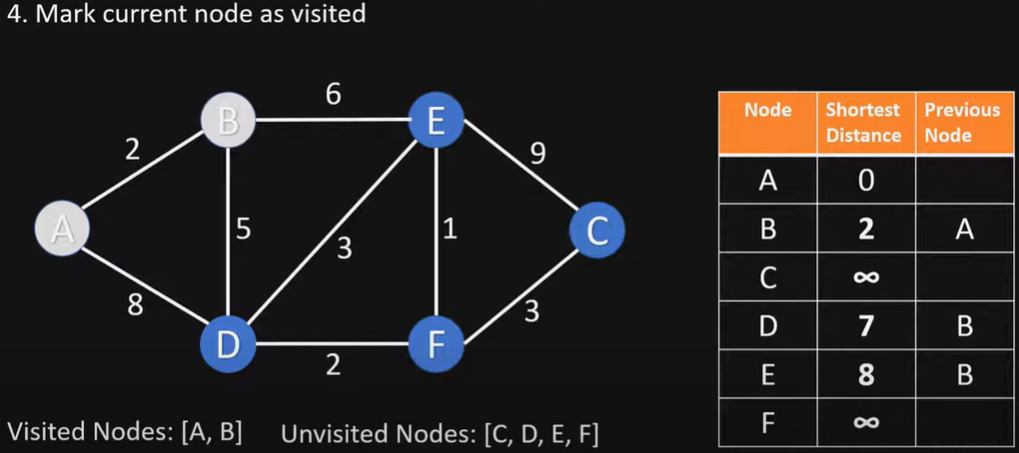 4. Mark current node as visited
6
B
E
2
9
A
5
3
1
C
8
3
D
F
2
Node Shortest Distance Previous Node
A 0
B 2 A
C ∞
D 7 B
E 8 B
F ∞
Visited Nodes: [A, B] Unvisited Nodes: [C, D, E, F]